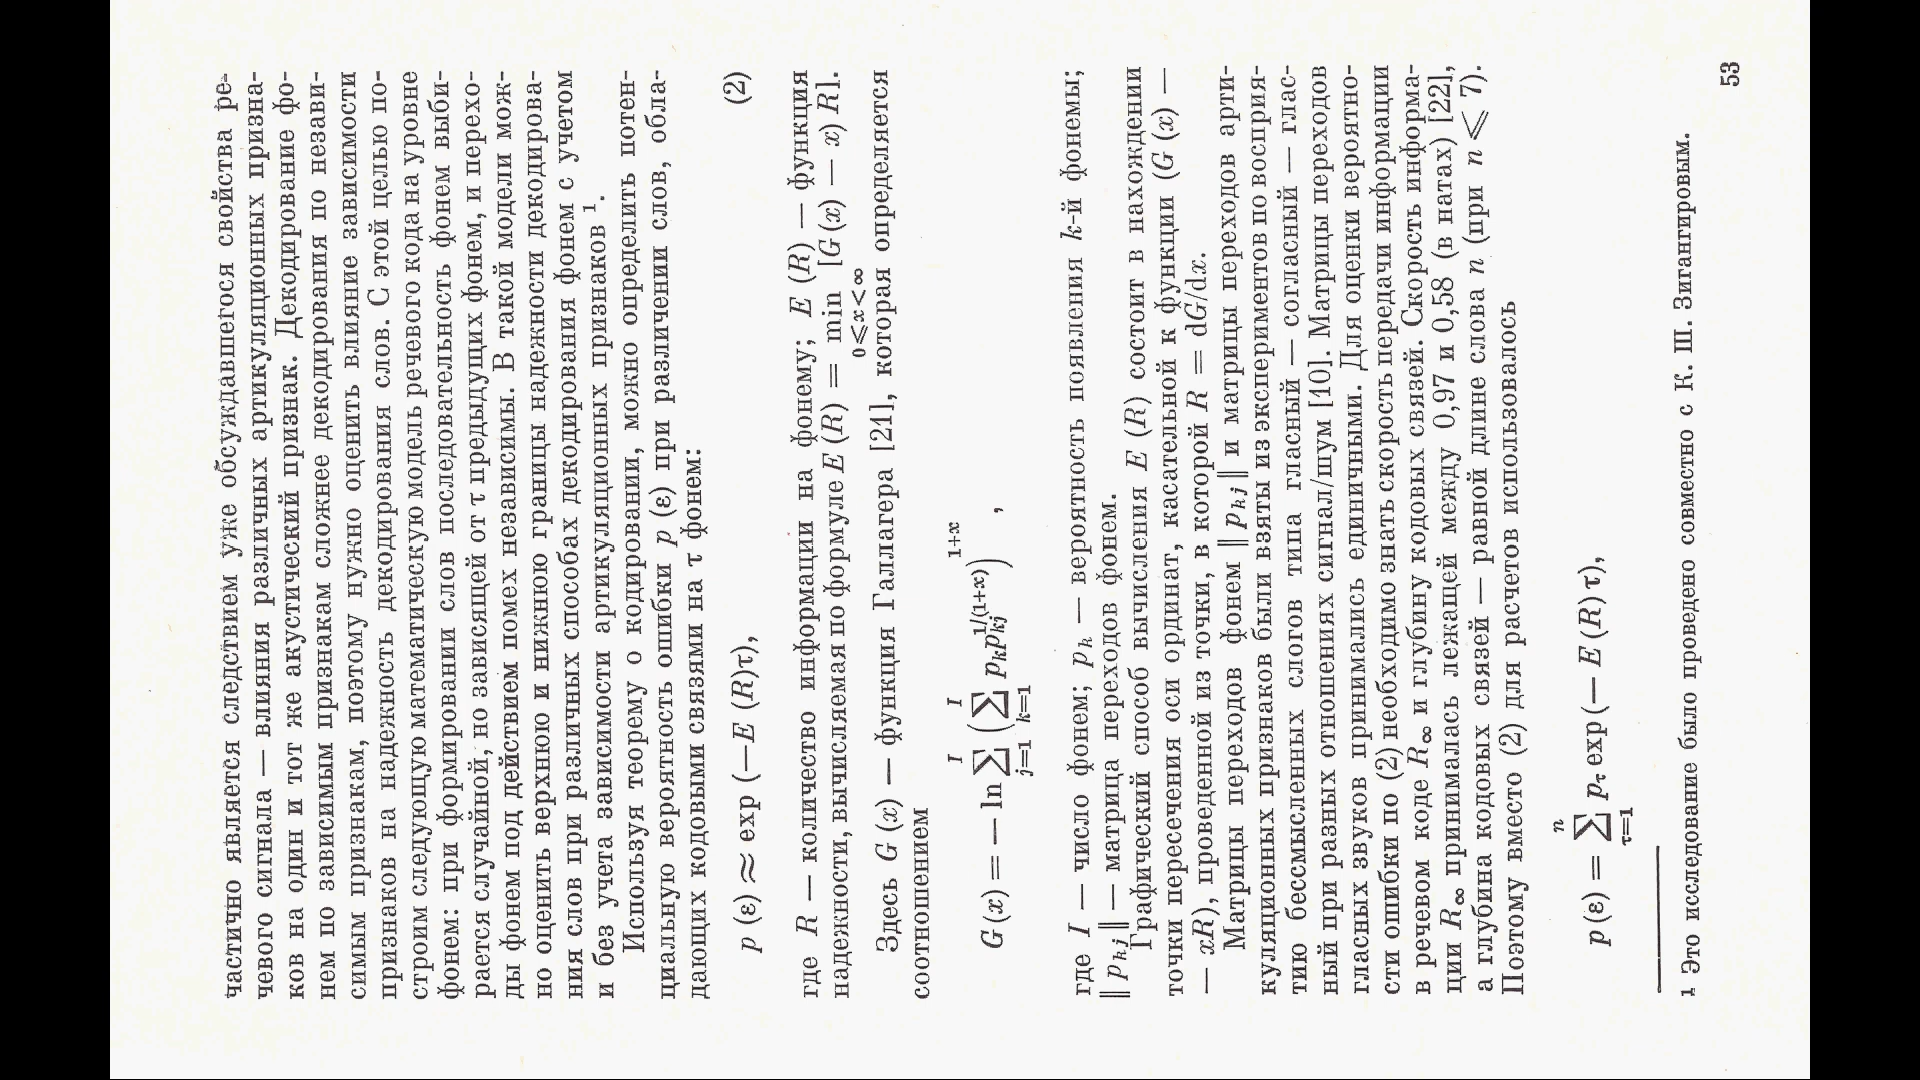 частично является следствием уже обсуждавшегося свойства ре-
чевого сигнала — влияния различных артикуляционных призна-
ков на один и тот же акустический признак. Декодирование фо-
нем по зависимым признакам сложнее декодирования по незави-
симым признакам, поэтому нужно оценить влияние зависимости
признаков на надежность декодирования слов. С этой целью по-
строим следующую математическую модель речевого кода на уровне
фонем: при формировании слов последовательность фонем выби-
рается случайной, но зависящей от τ предыдущих фонем, и перехо-
ды фонем под действием помех независимы. В такой модели мож-
но оценить верхнюю и нижнюю границы надежности декодирова-
ния слов при различных способах декодирования фонем с учетом
и без учета зависимости артикуляционных признаков ¹.
Используя теорему о кодировании, можно определить потен-
циальную вероятность ошибки p (ε) при различении слов, обла-
дающих кодовыми связями на τ фонем:
p (ε) ≈ exp (—E (R)τ), (2)
где R — количество информации на фонему; E (R) — функция
надежности, вычисляемая по формуле E (R) = min [G (x) — x) R].
0⩽x<∞
Здесь G (x) — функция Галлагера [21], которая определяется
соотношением
G (x) = — ln ∑_{j=1}^{I} (∑_{k=1}^{I} p_k p_{kj}^{1/(1+x)})^{1+x} ,
где I — число фонем; p_k — вероятность появления k-й фонемы;
‖ p_{kj} ‖ — матрица переходов фонем.
Графический способ вычисления E (R) состоит в нахождении
точки пересечения оси ординат, касательной к функции (G (x) —
— xR), проведенной из точки, в которой R = dG/dx.
Матрицы переходов фонем ‖ p_{kj} ‖ и матрицы переходов арти-
куляционных признаков были взяты из экспериментов по восприя-
тию бессмысленных слогов типа гласный — согласный — глас-
ный при разных отношениях сигнал/шум [10]. Матрицы переходов
гласных звуков принимались единичными. Для оценки вероятно-
сти ошибки по (2) необходимо знать скорость передачи информации
в речевом коде R_∞ и глубину кодовых связей. Скорость информа-
ции R_∞ принималась лежащей между 0,97 и 0,58 (в натах) [22],
а глубина кодовых связей — равной длине слова n (при n ⩽ 7).
Поэтому вместо (2) для расчетов использовалось
p (ε) = ∑_{τ=1}^{n} p_τ exp (— E (R) τ),
¹ Это исследование было проведено совместно с К. Ш. Зигангировым.
53